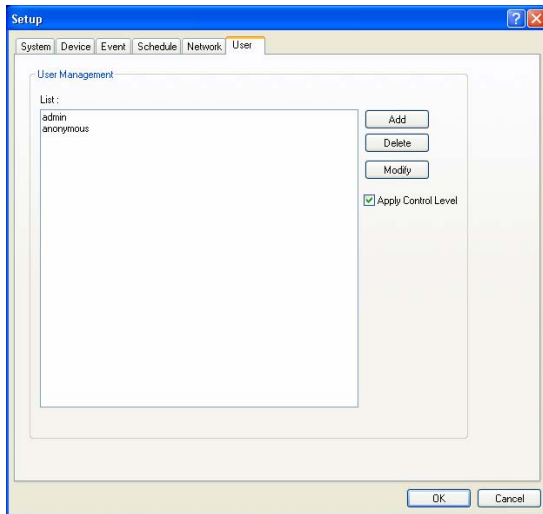 Setup
System Device Event Schedule Network User
User Management
List :
admin
anonymous
Add
Delete
Modify
Apply Control Level
OK Cancel